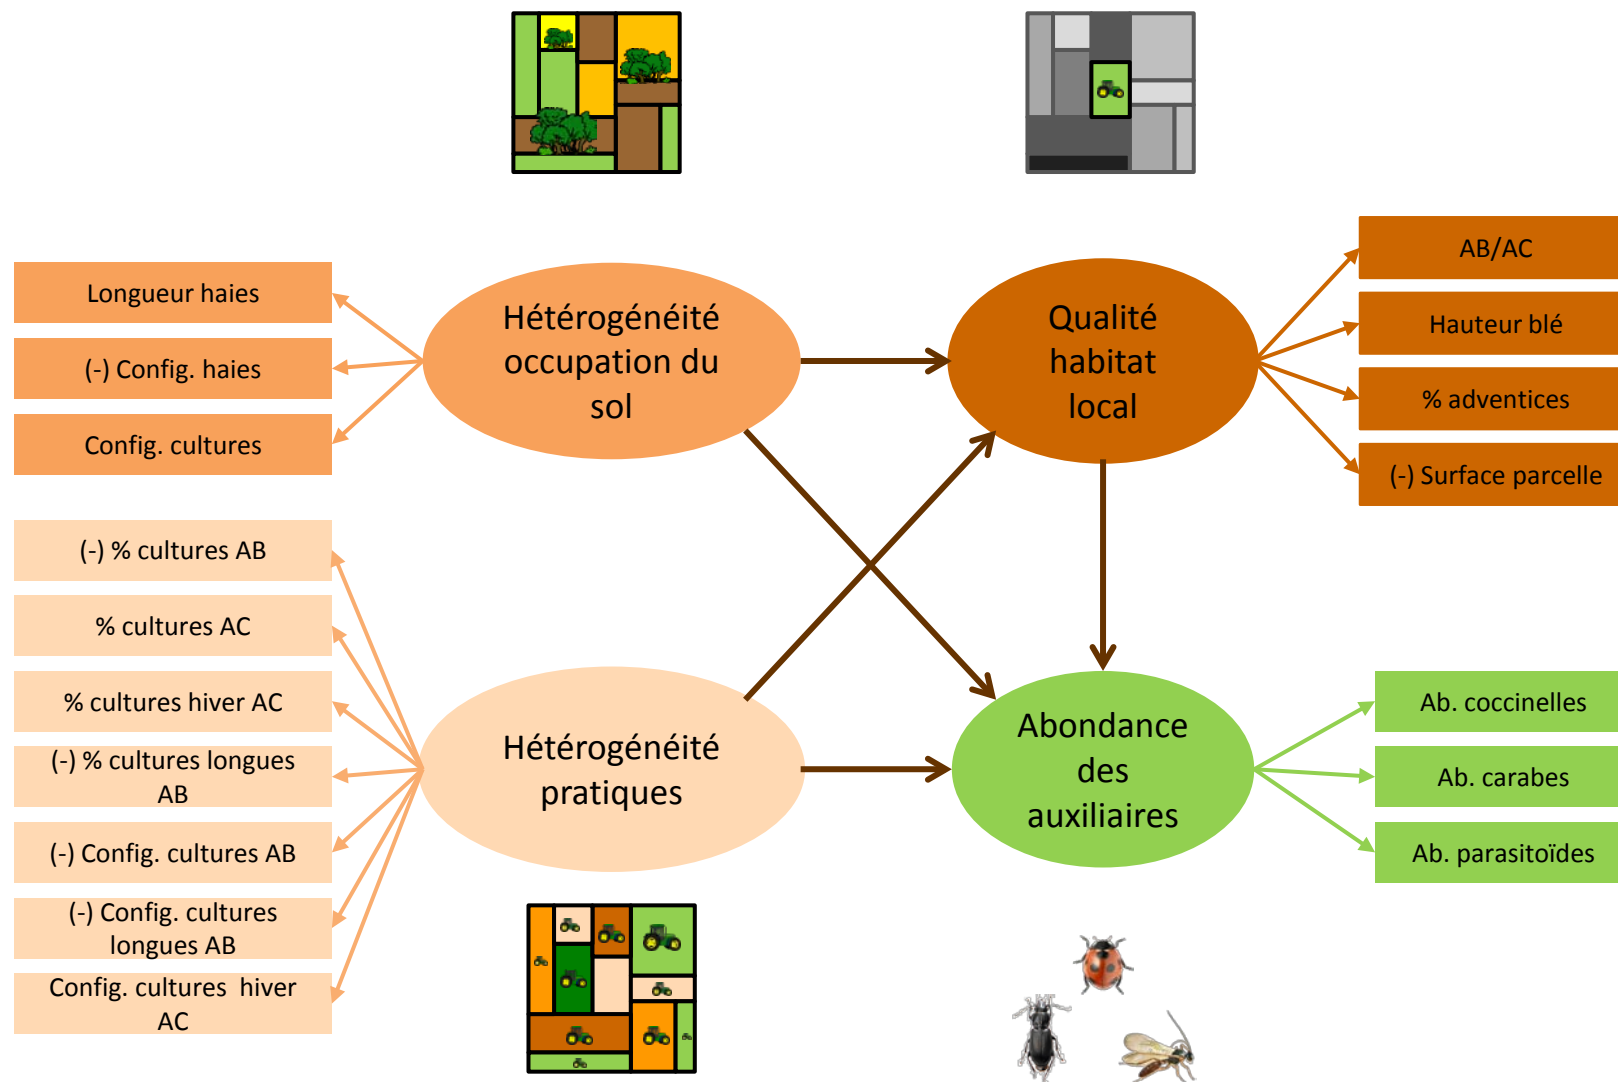 Longueur haies
(-) Config. haies
Config. cultures
Hétérogénéité
occupation du
sol
Qualité
habitat
local
AB/AC
Hauteur blé
% adventices
(-) Surface parcelle
(-) % cultures AB
% cultures AC
% cultures hiver AC
(-) % cultures longues
AB
(-) Config. cultures AB
(-) Config. cultures
longues AB
Config. cultures hiver
AC
Hétérogénéité
pratiques
Abondance
des
auxiliaires
Ab. coccinelles
Ab. carabes
Ab. parasitoïdes